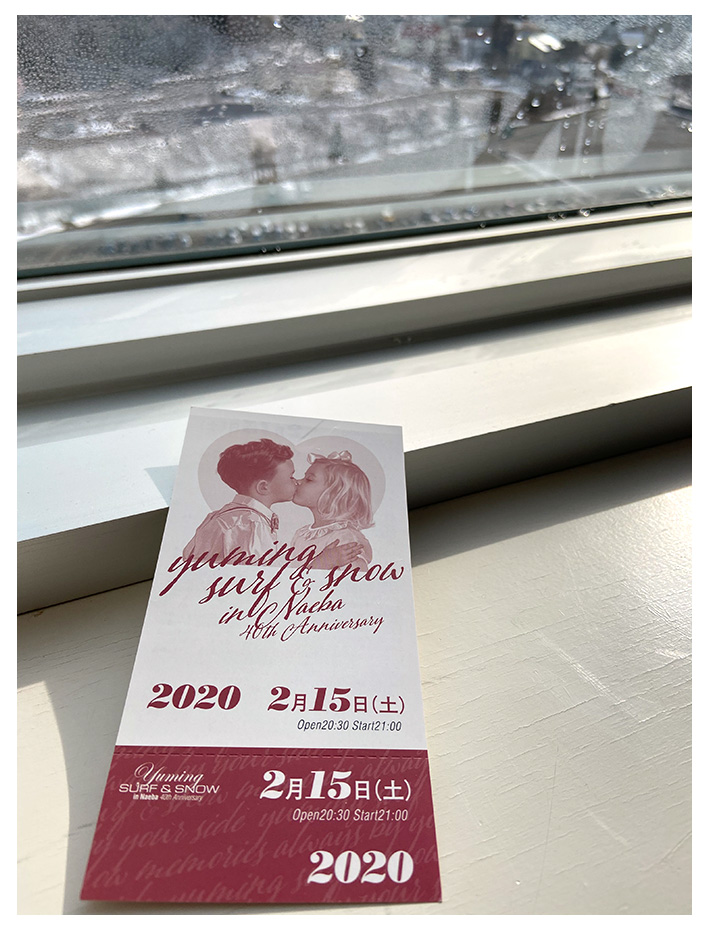 yuming
surf & snow
in Naeba
40th Anniversary
2020 2月15日(土)
Open20:30 Start21:00
Yuming
SURF & SNOW
in Naeba 40th Anniversary
2月15日(土)
Open20:30 Start21:00
2020